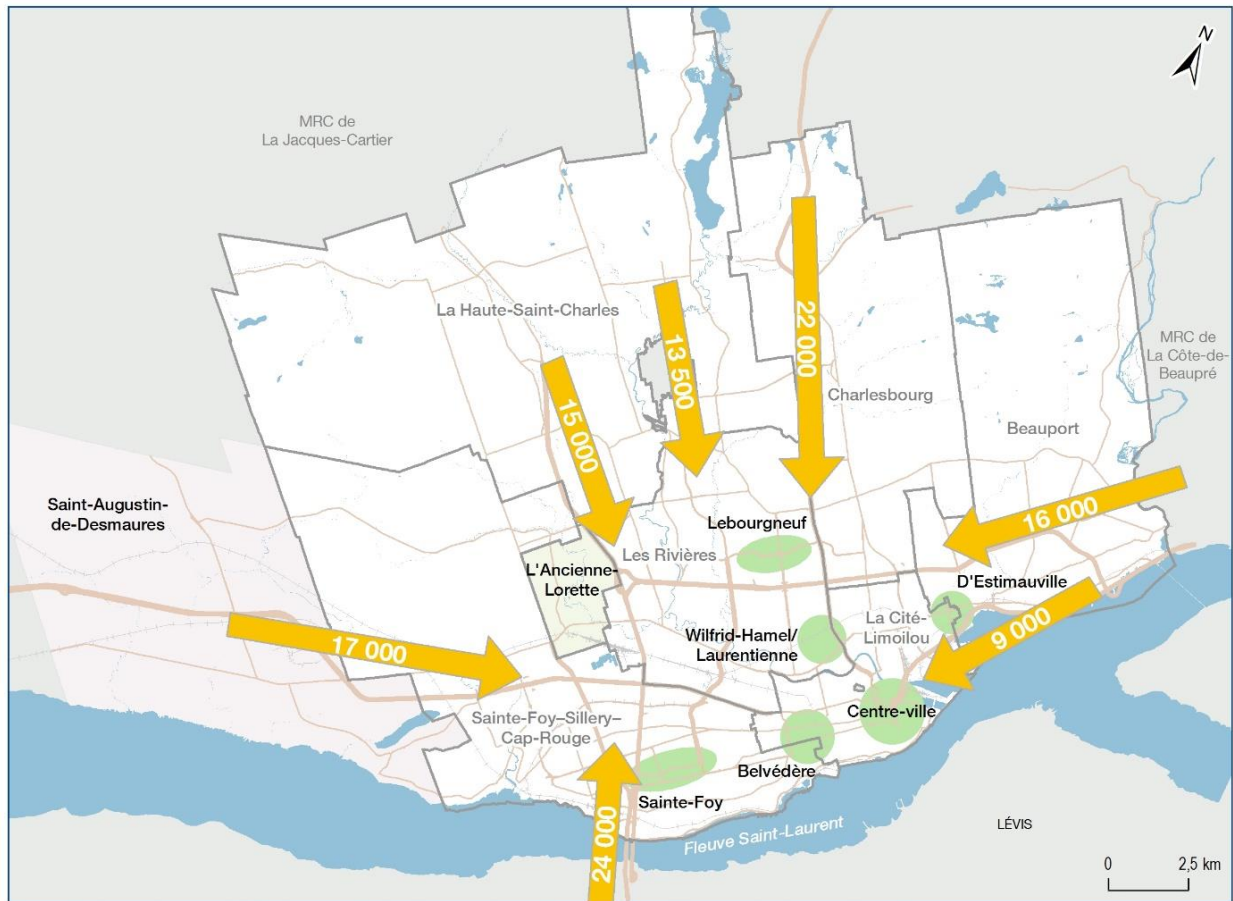 N
MRC de
La Jacques-Cartier
La Haute-Saint-Charles
13 500
22 000
MRC de
La Côte-de-
Beaupré
Charlesbourg
15 000
Beauport
Saint-Augustin-
de-Desmaures
16 000
Lebourgneuf
Les Rivières
L'Ancienne-
Lorette
D'Estimauville
La Cité-
Limoilou
9 000
17 000
Wilfrid-Hamel/
Laurentienne
Sainte-Foy–Sillery–
Cap-Rouge
Centre-ville
Belvédère
Sainte-Foy
24 000
Fleuve Saint-Laurent
LÉVIS
0 2,5 km